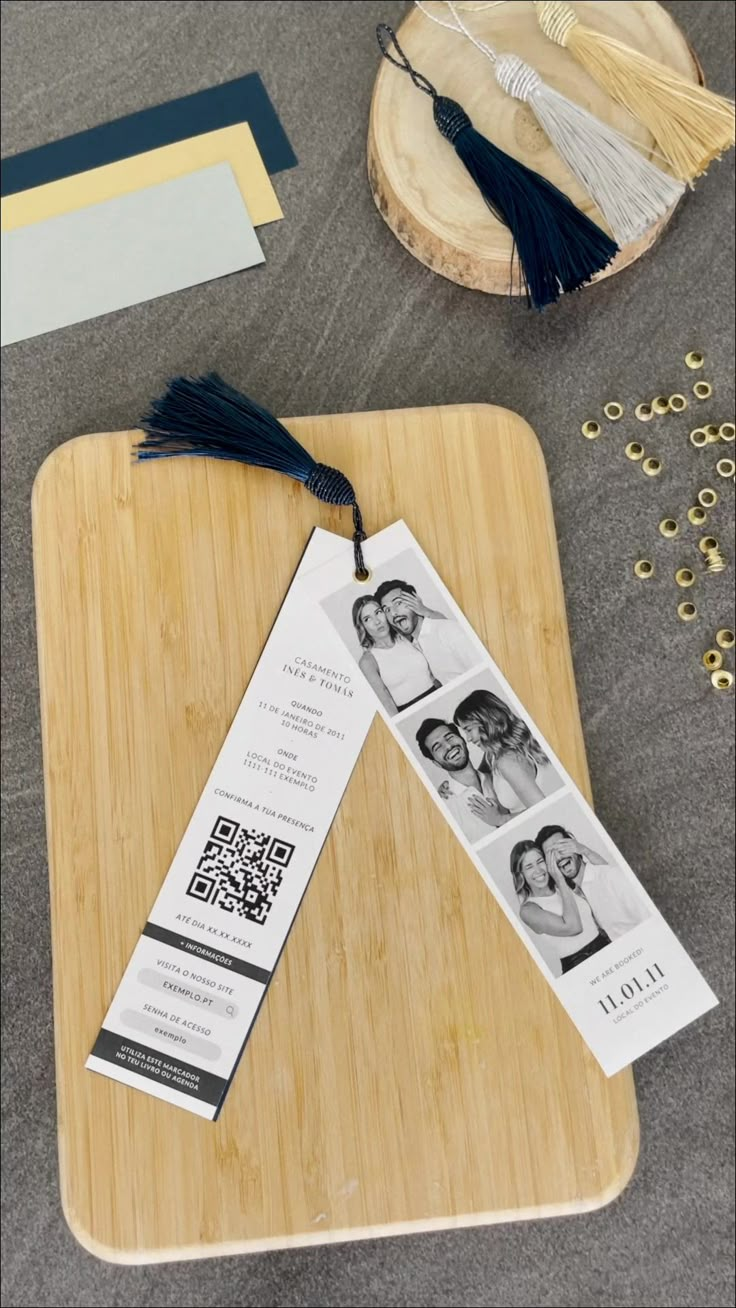 CASAMENTO
INÊS & TOMÁS
QUANDO
11 DE JANEIRO DE 2011
10 HORAS
ONDE
LOCAL DO EVENTO
1111-111 EXEMPLO
CONFIRMA A TUA PRESENÇA
ATÉ DIA XX.XX.XXXX
+ INFORMAÇÕES
VISITA O NOSSO SITE
EXEMPLO.PT
SENHA DE ACESSO
exemplo
UTILIZA ESTE MARCADOR
NO TEU LIVRO OU AGENDA
WE ARE BOOKED!
11.01.11
LOCAL DO EVENTO